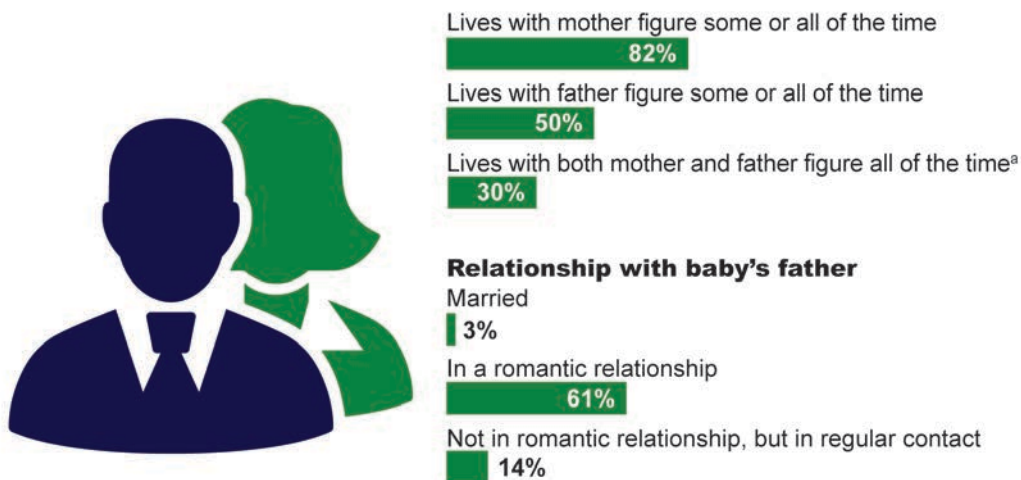 Lives with mother figure some or all of the time
82%
Lives with father figure some or all of the time
50%
Lives with both mother and father figure all of the timeᵃ
30%
Relationship with baby’s father
Married
3%
In a romantic relationship
61%
Not in romantic relationship, but in regular contact
14%